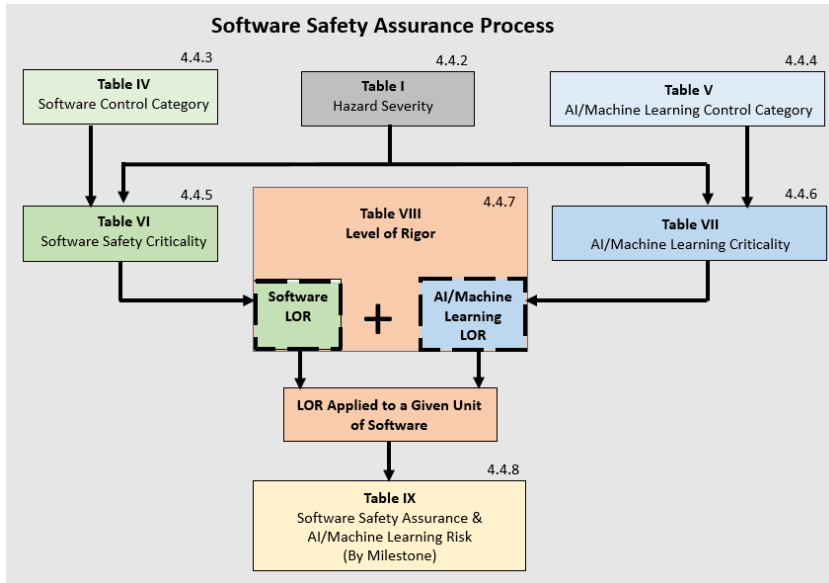 Software Safety Assurance Process
4.4.3
Table IV
Software Control Category
4.4.2
Table I
Hazard Severity
4.4.4
Table V
AI/Machine Learning Control Category
4.4.5
Table VI
Software Safety Criticality
4.4.7
Table VIII
Level of Rigor
4.4.6
Table VII
AI/Machine Learning Criticality
Software
LOR
+
AI/Machine
Learning
LOR
LOR Applied to a Given Unit
of Software
4.4.8
Table IX
Software Safety Assurance &
AI/Machine Learning Risk
(By Milestone)